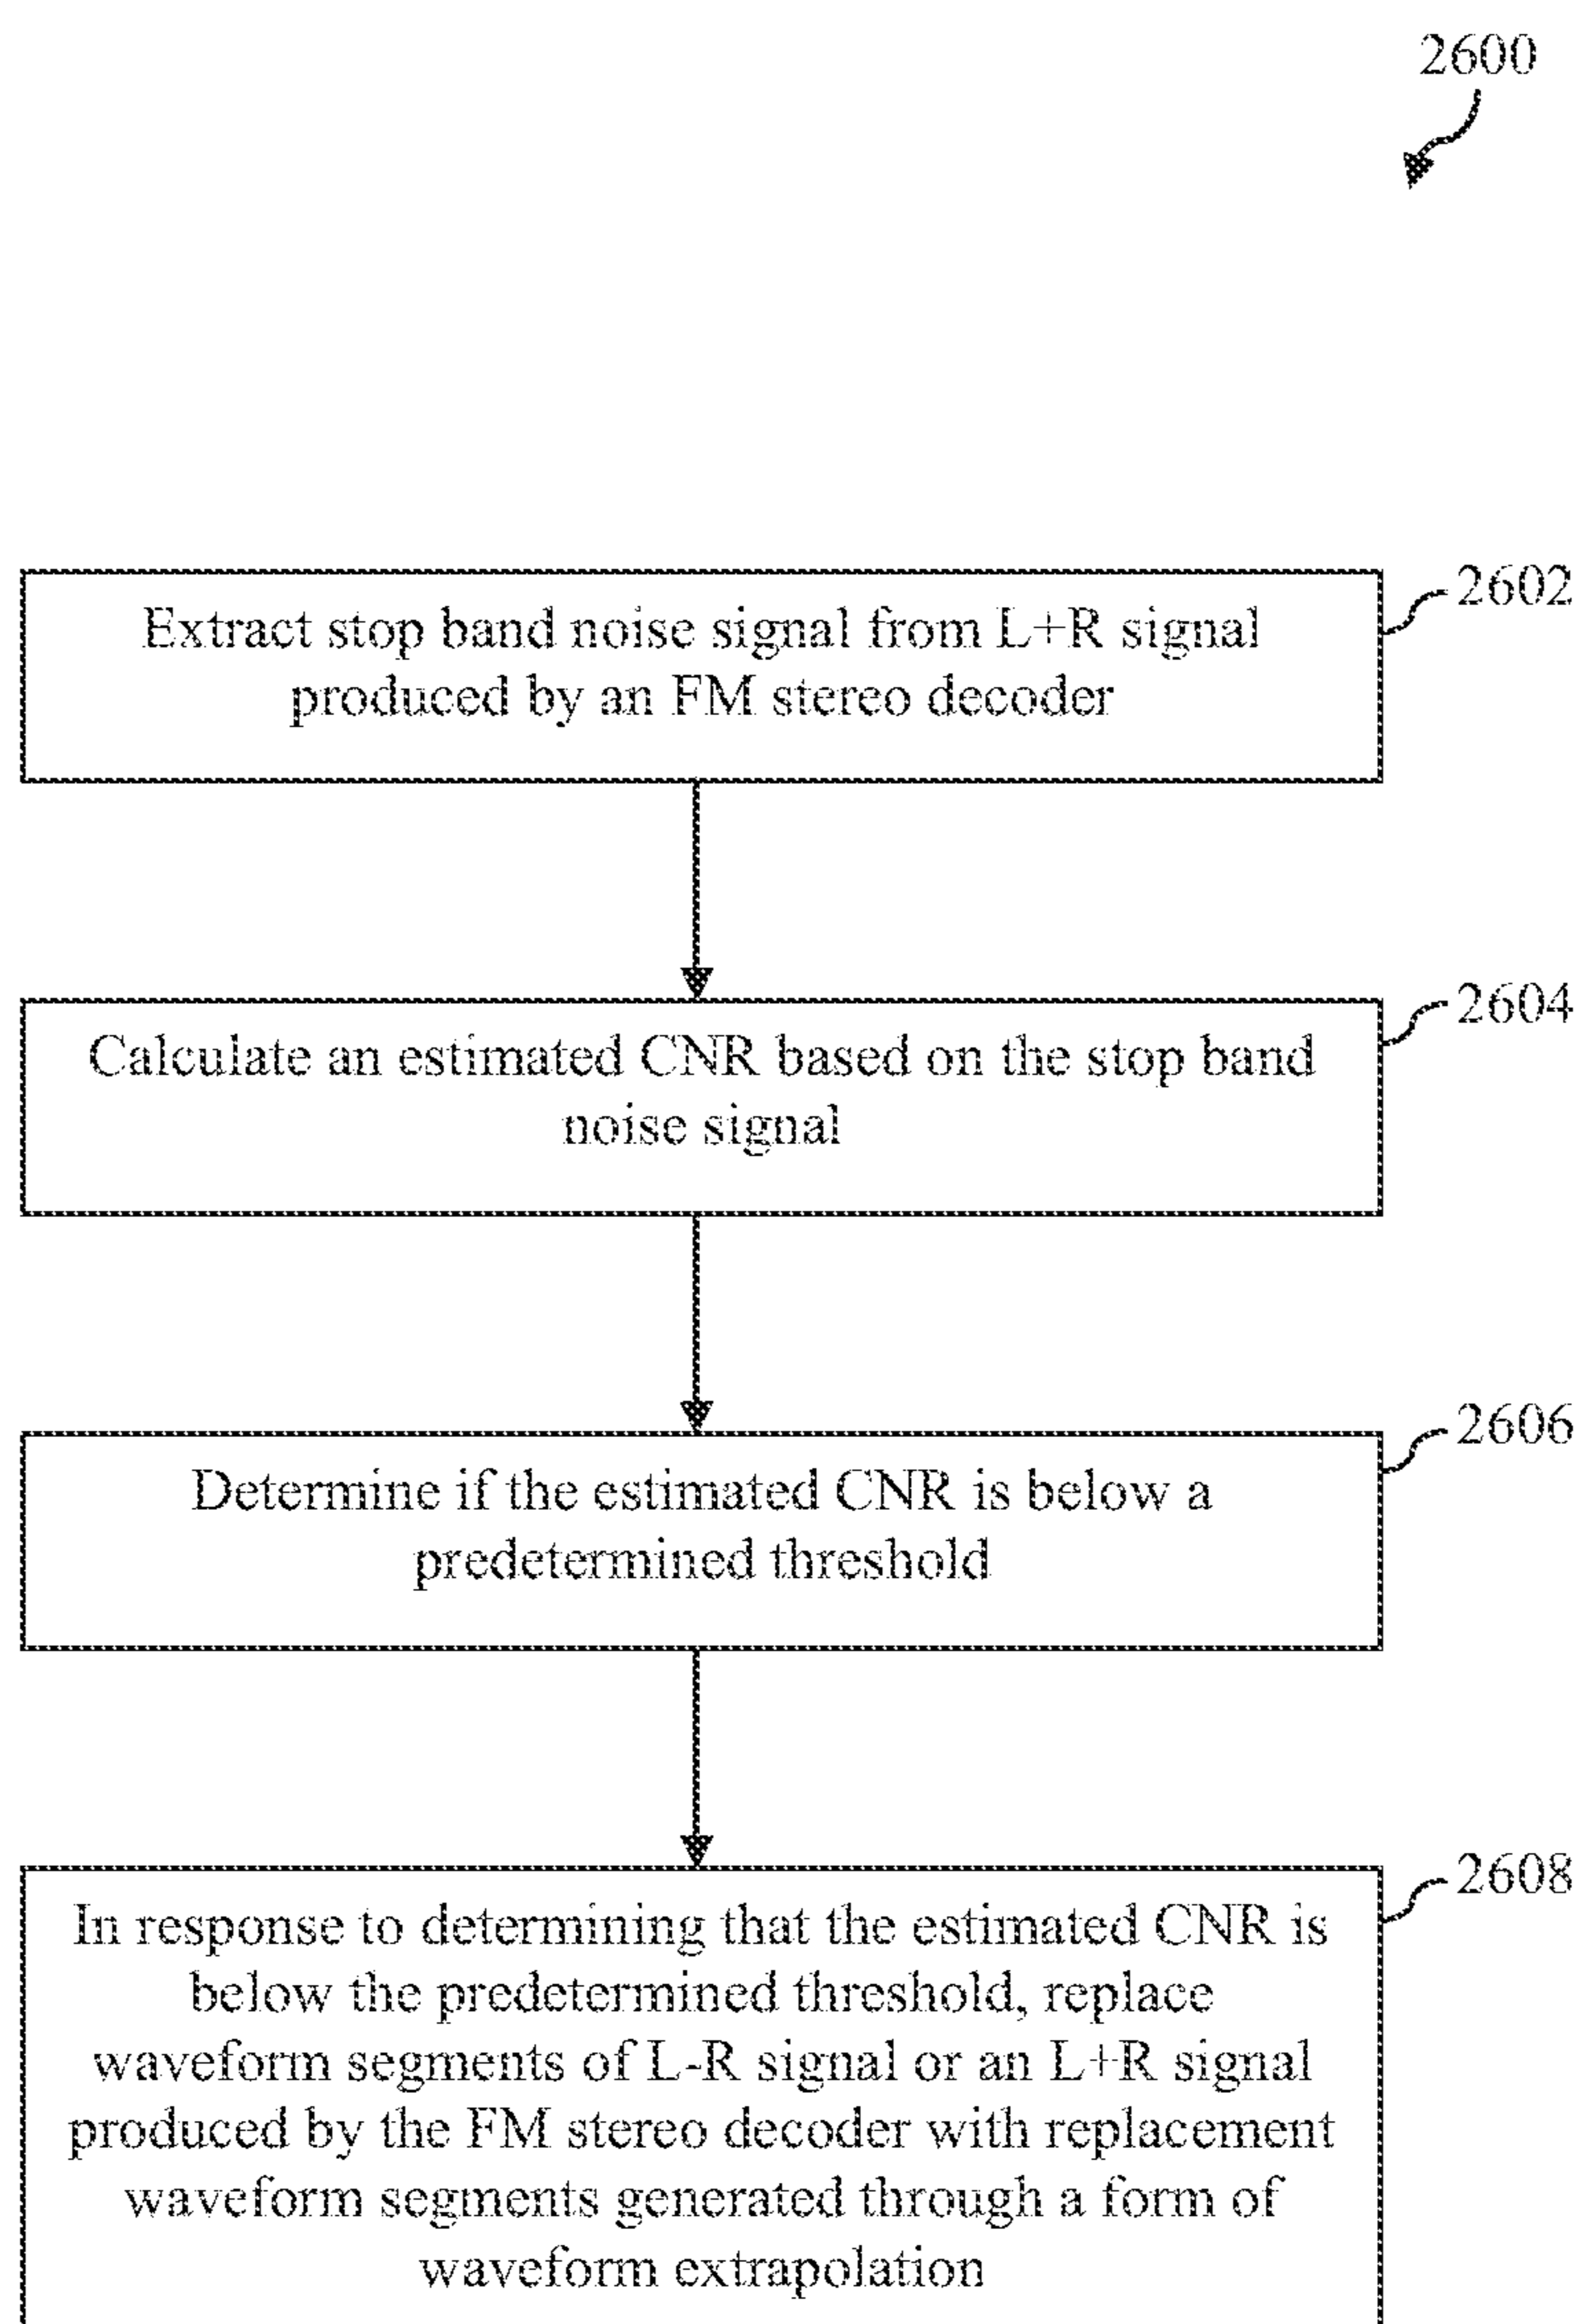 2600
Extract stop band noise signal from L+R signal
produced by an FM stereo decoder
2602
Calculate an estimated CNR based on the stop band
noise signal
2604
Determine if the estimated CNR is below a
predetermined threshold
2606
In response to determining that the estimated CNR is
below the predetermined threshold, replace
waveform segments of L-R signal or an L+R signal
produced by the FM stereo decoder with replacement
waveform segments generated through a form of
waveform extrapolation
2608